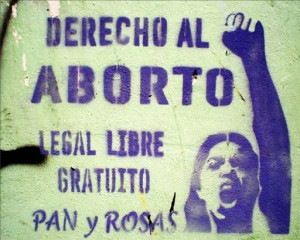 DERECHO AL
ABORTO
LEGAL LIBRE
GRATUITO
PAN y ROSAS